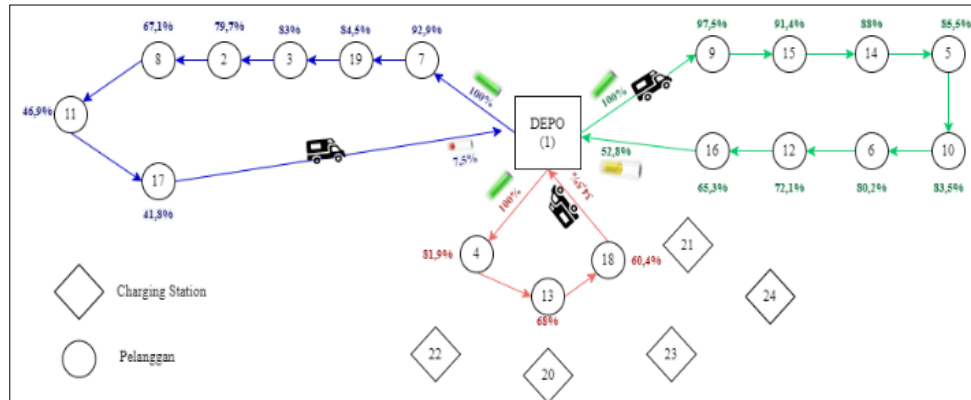 67,1% 79,7% 83% 84,5% 92,9%
8 2 3 19 7
97,5% 91,4% 88% 85,5%
9 15 14 5
100%
100%
46,9% 11
DEPO
(1)
7,5%
52,8%
17
41,8%
16 12 6 10
65,3% 72,1% 80,2% 83,5%
100%
34,5%
81,9% 4
18 60,4%
13
68%
21
24
Charging Station
22
20
23
Pelanggan